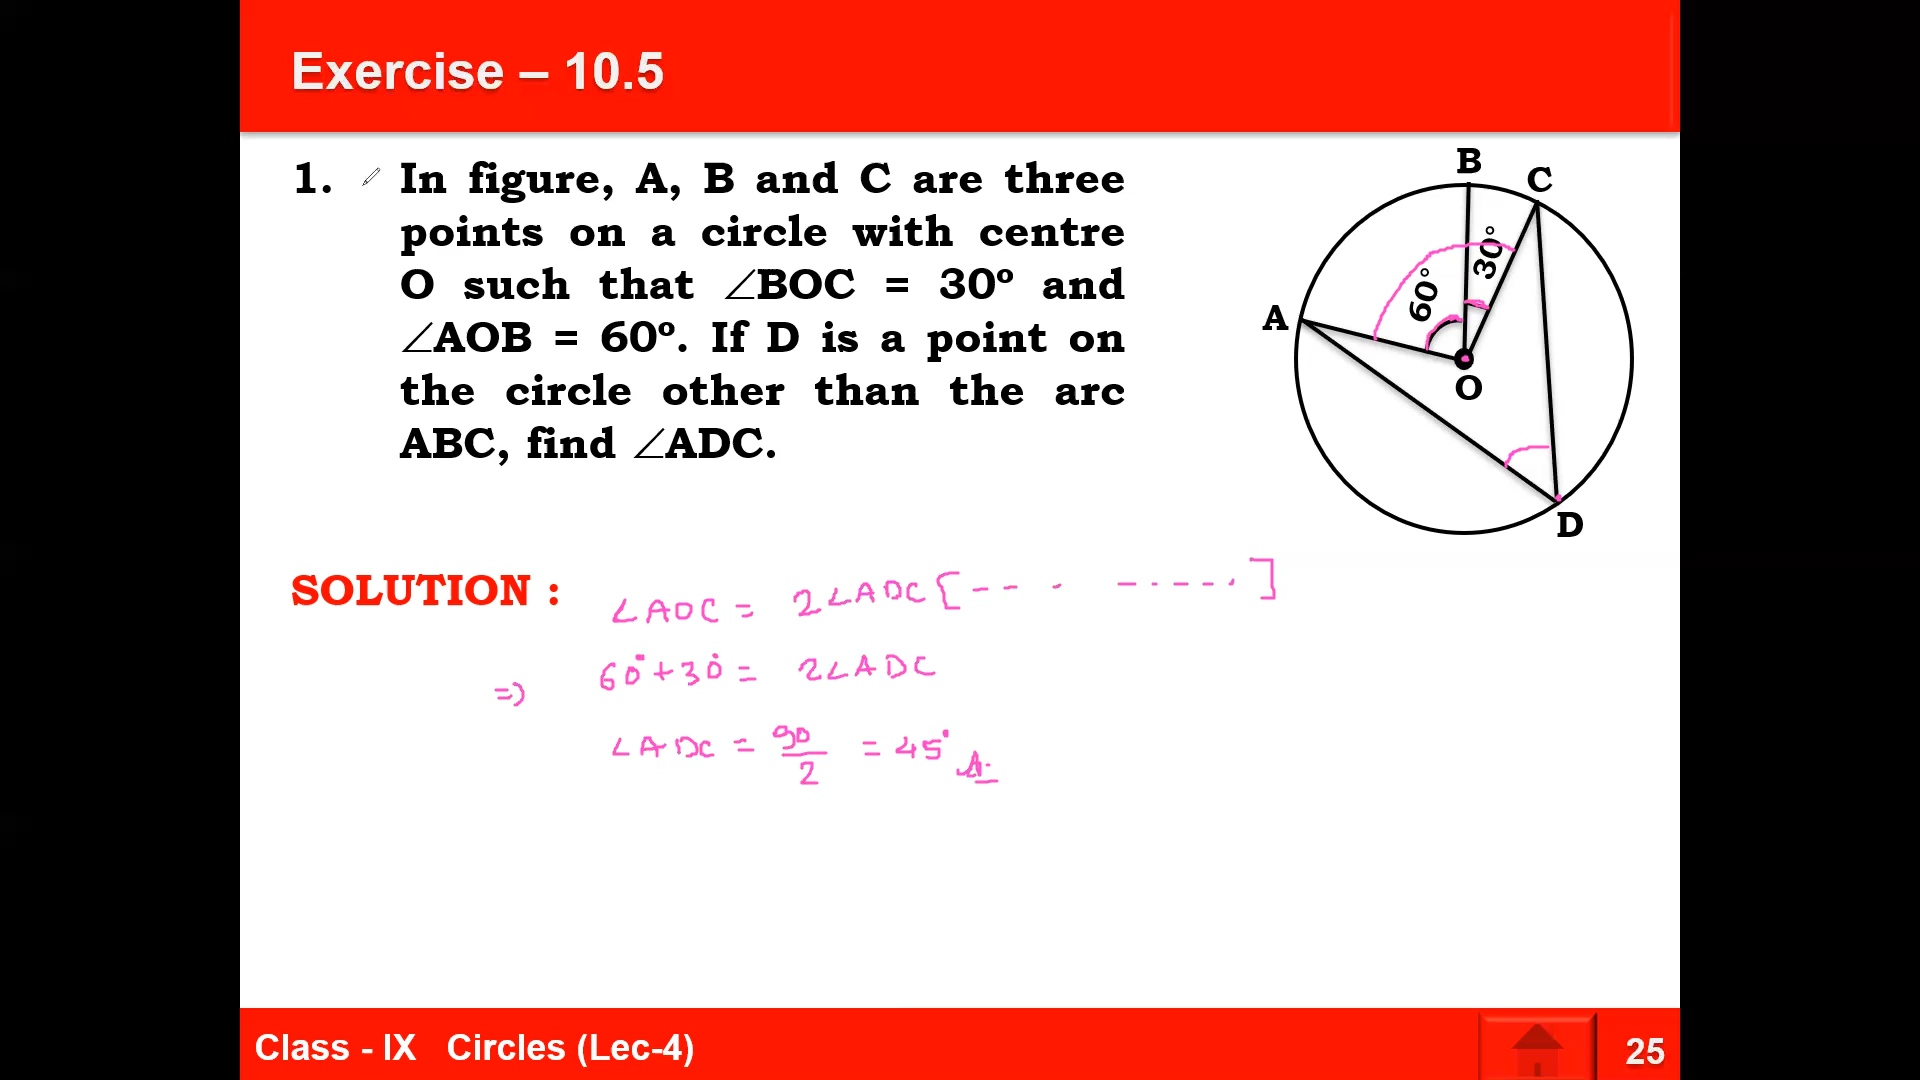 Exercise – 10.5
1. In figure, A, B and C are three
points on a circle with centre
O such that ∠BOC = 30º and
∠AOB = 60º. If D is a point on
the circle other than the arc
ABC, find ∠ADC.
B
C
30°
60°
A
O
D
SOLUTION :
∠AOC = 2∠ADC [--- · -·--·]
⇒ 60°+30° = 2∠ADC
∠ADC = 90/2 = 45°
Class - IX Circles (Lec-4)
25